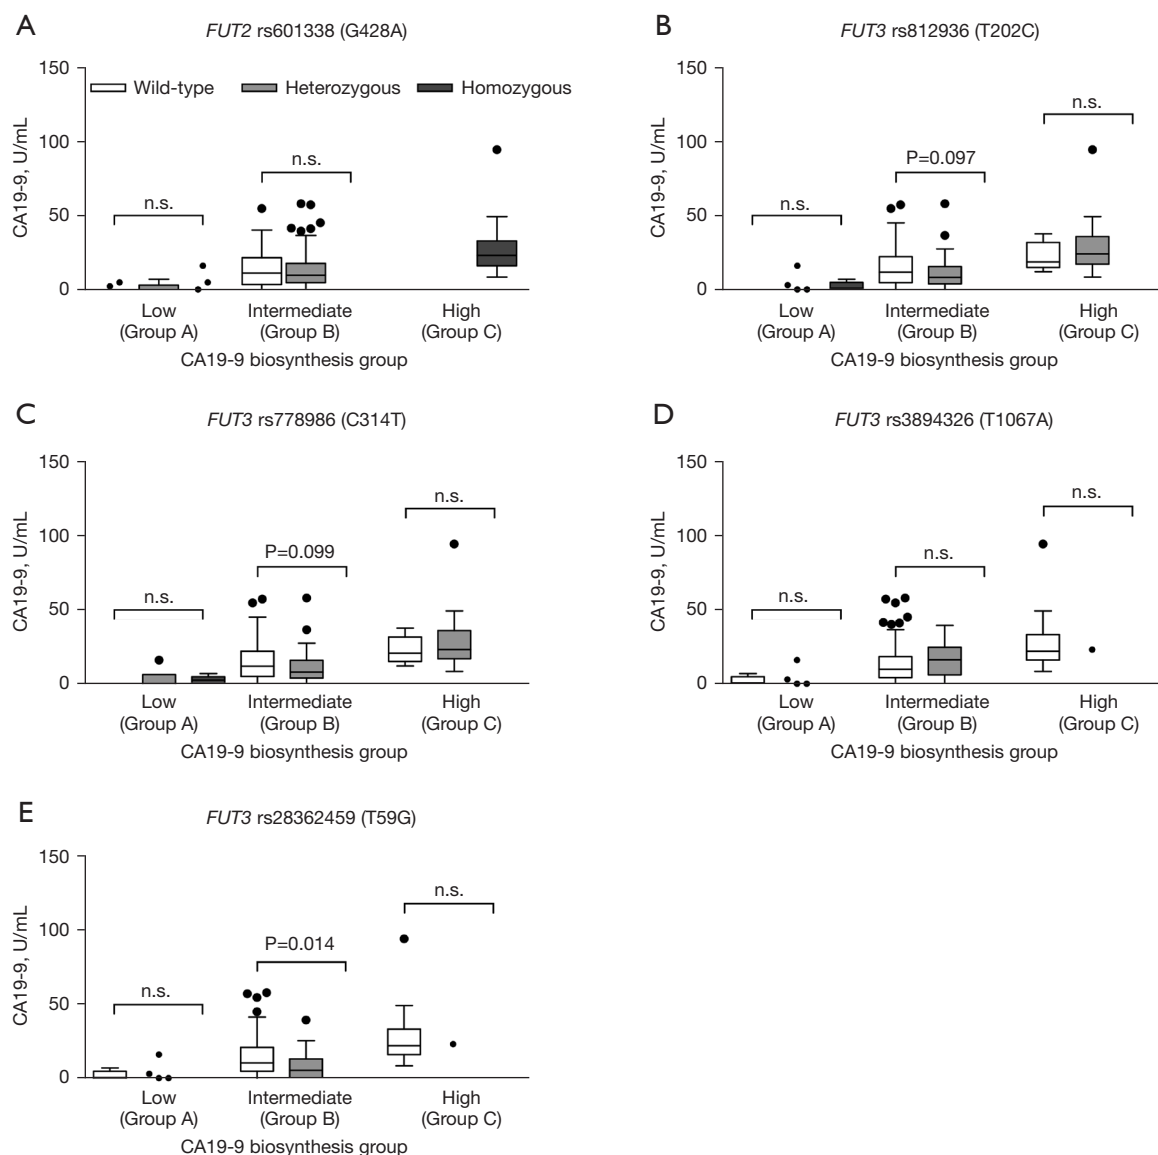 A
FUT2 rs601338 (G428A)
150
100
50
0
CA19-9, U/mL
Wild-type
Heterozygous
Homozygous
n.s.
n.s.
Low
(Group A)
Intermediate
(Group B)
High
(Group C)
CA19-9 biosynthesis group
B
FUT3 rs812936 (T202C)
150
100
50
0
CA19-9, U/mL
n.s.
P=0.097
n.s.
Low
(Group A)
Intermediate
(Group B)
High
(Group C)
CA19-9 biosynthesis group
C
FUT3 rs778986 (C314T)
150
100
50
0
CA19-9, U/mL
n.s.
P=0.099
n.s.
Low
(Group A)
Intermediate
(Group B)
High
(Group C)
CA19-9 biosynthesis group
D
FUT3 rs3894326 (T1067A)
150
100
50
0
CA19-9, U/mL
n.s.
n.s.
n.s.
Low
(Group A)
Intermediate
(Group B)
High
(Group C)
CA19-9 biosynthesis group
E
FUT3 rs28362459 (T59G)
150
100
50
0
CA19-9, U/mL
n.s.
P=0.014
n.s.
Low
(Group A)
Intermediate
(Group B)
High
(Group C)
CA19-9 biosynthesis group